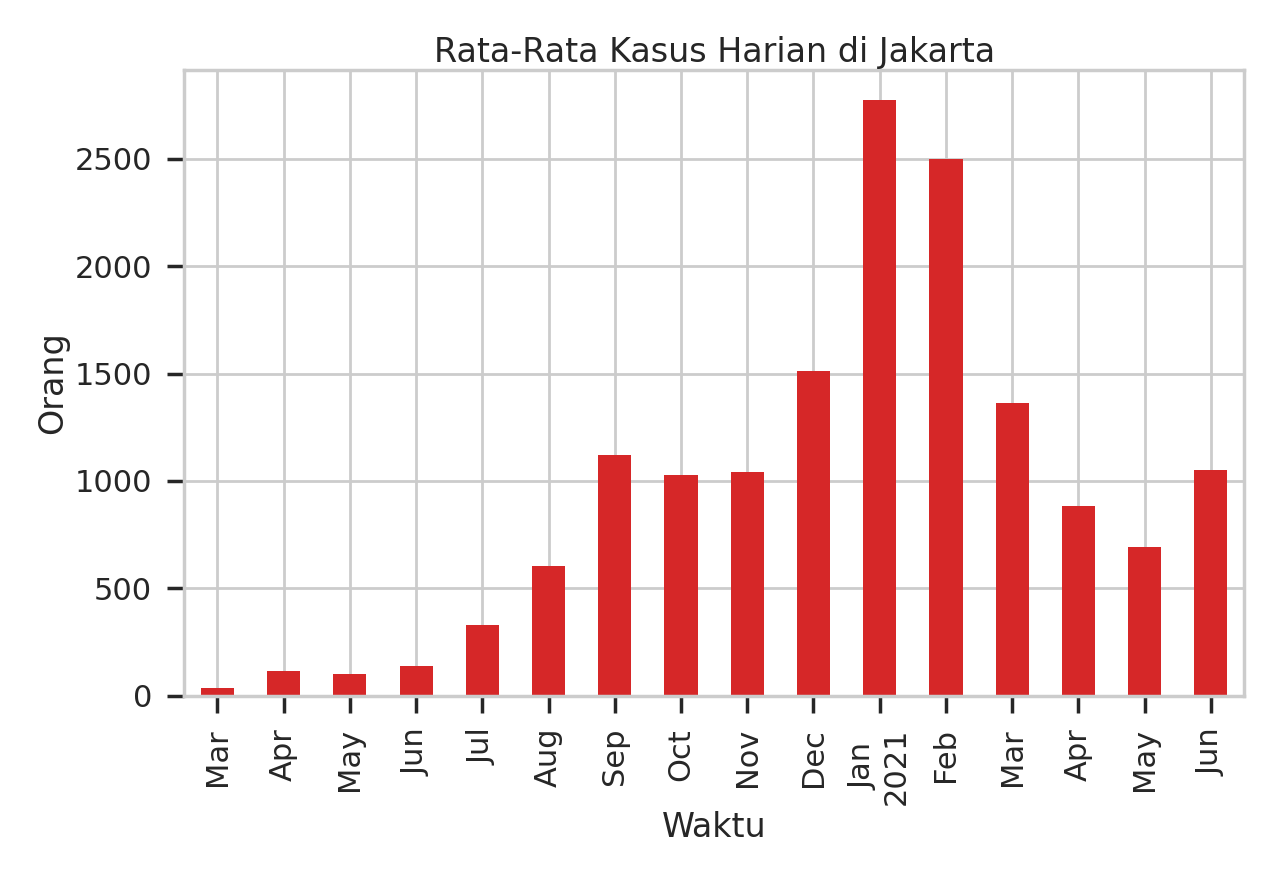 Rata-Rata Kasus Harian di Jakarta
2500
2000
1500
1000
500
0
Orang
Mar
Apr
May
Jun
Jul
Aug
Sep
Oct
Nov
Dec
Jan
2021
Feb
Mar
Apr
May
Jun
Waktu